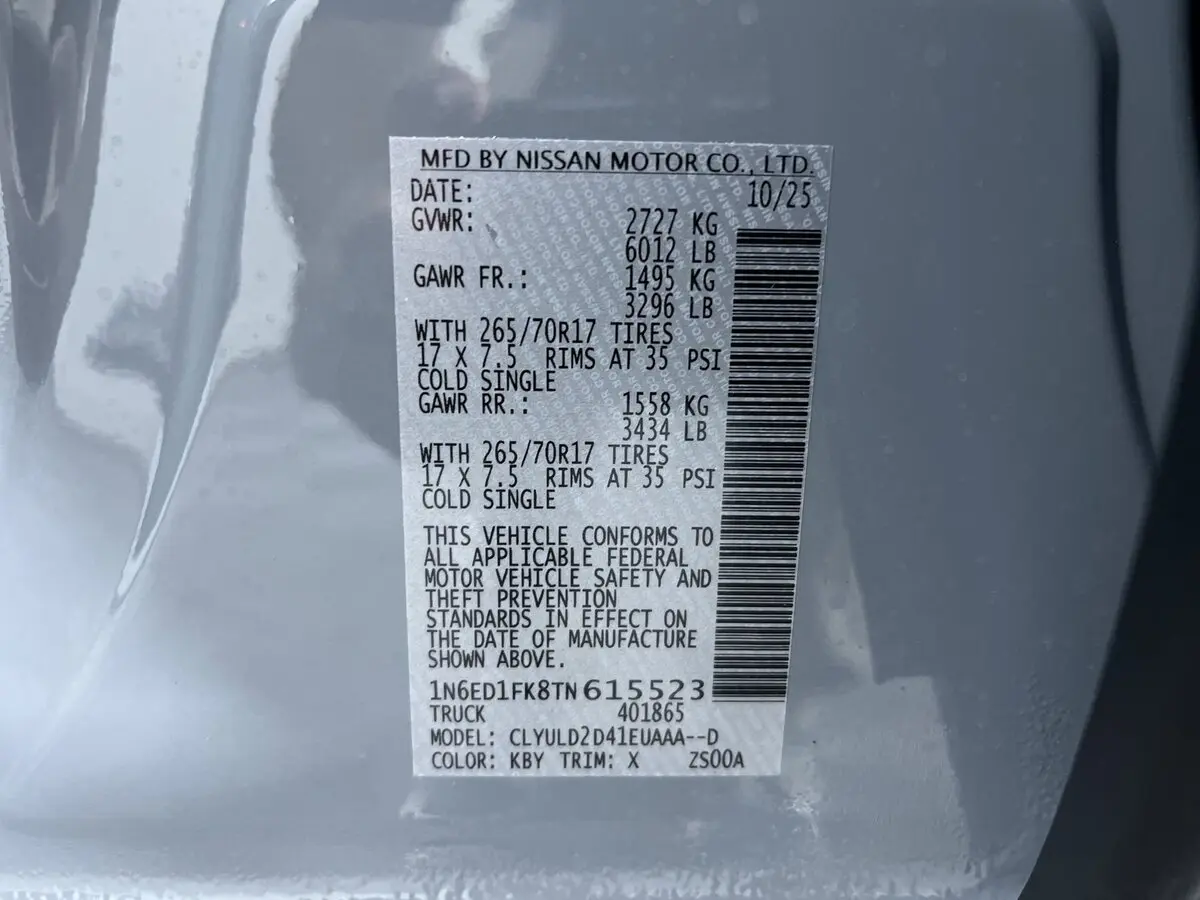 MFD BY NISSAN MOTOR CO., LTD.
DATE: 10/25
GVWR: 2727 KG
6012 LB
GAWR FR.: 1495 KG
3296 LB
WITH 265/70R17 TIRES
17 X 7.5 RIMS AT 35 PSI
COLD SINGLE
GAWR RR.: 1558 KG
3434 LB
WITH 265/70R17 TIRES
17 X 7.5 RIMS AT 35 PSI
COLD SINGLE
THIS VEHICLE CONFORMS TO
ALL APPLICABLE FEDERAL
MOTOR VEHICLE SAFETY AND
THEFT PREVENTION
STANDARDS IN EFFECT ON
THE DATE OF MANUFACTURE
SHOWN ABOVE.
1N6ED1FK8TN615523
TRUCK 401865
MODEL: CLYULD2D41EUAAA--D
COLOR: KBY TRIM: X ZS00A